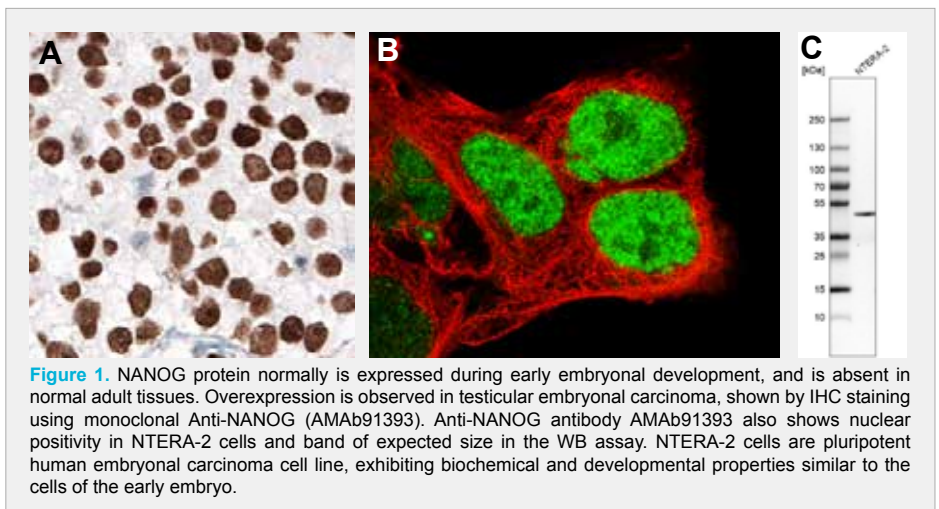 A
B
C
[kDa]
NTERA-2
250
130
100
70
55
35
25
15
10
Figure 1. NANOG protein normally is expressed during early embryonal development, and is absent in
normal adult tissues. Overexpression is observed in testicular embryonal carcinoma, shown by IHC staining
using monoclonal Anti-NANOG (AMAb91393). Anti-NANOG antibody AMAb91393 also shows nuclear
positivity in NTERA-2 cells and band of expected size in the WB assay. NTERA-2 cells are pluripotent
human embryonal carcinoma cell line, exhibiting biochemical and developmental properties similar to the
cells of the early embryo.